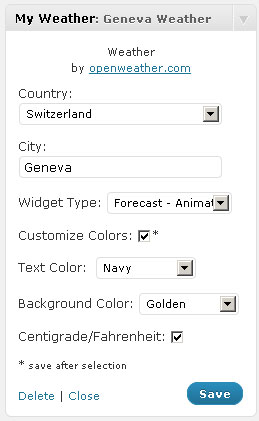 My Weather: Geneva Weather
Weather
by openweather.com
Country:
Switzerland
City:
Geneva
Widget Type: Forecast - Animat
Customize Colors: *
Text Color: Navy
Background Color: Golden
Centigrade/Fahrenheit:
* save after selection
Delete | Close Save